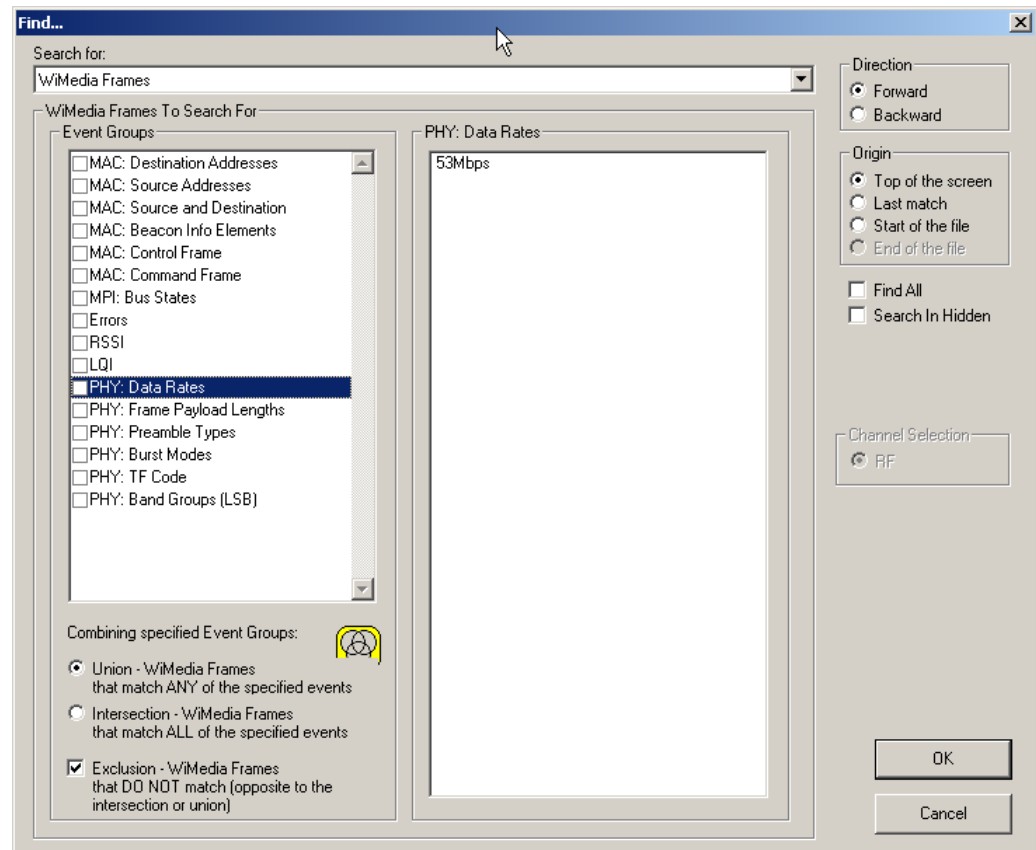 Find...
Search for:
WiMedia Frames
WiMedia Frames To Search For
Event Groups
MAC: Destination Addresses
MAC: Source Addresses
MAC: Source and Destination
MAC: Beacon Info Elements
MAC: Control Frame
MAC: Command Frame
MPI: Bus States
Errors
RSSI
LQI
PHY: Data Rates
PHY: Frame Payload Lengths
PHY: Preamble Types
PHY: Burst Modes
PHY: TF Code
PHY: Band Groups (LSB)
Combining specified Event Groups:
Union - WiMedia Frames
that match ANY of the specified events
Intersection - WiMedia Frames
that match ALL of the specified events
Exclusion - WiMedia Frames
that DO NOT match (opposite to the
intersection or union)
PHY: Data Rates
53Mbps
Direction
Forward
Backward
Origin
Top of the screen
Last match
Start of the file
End of the file
Find All
Search In Hidden
Channel Selection
RF
OK
Cancel